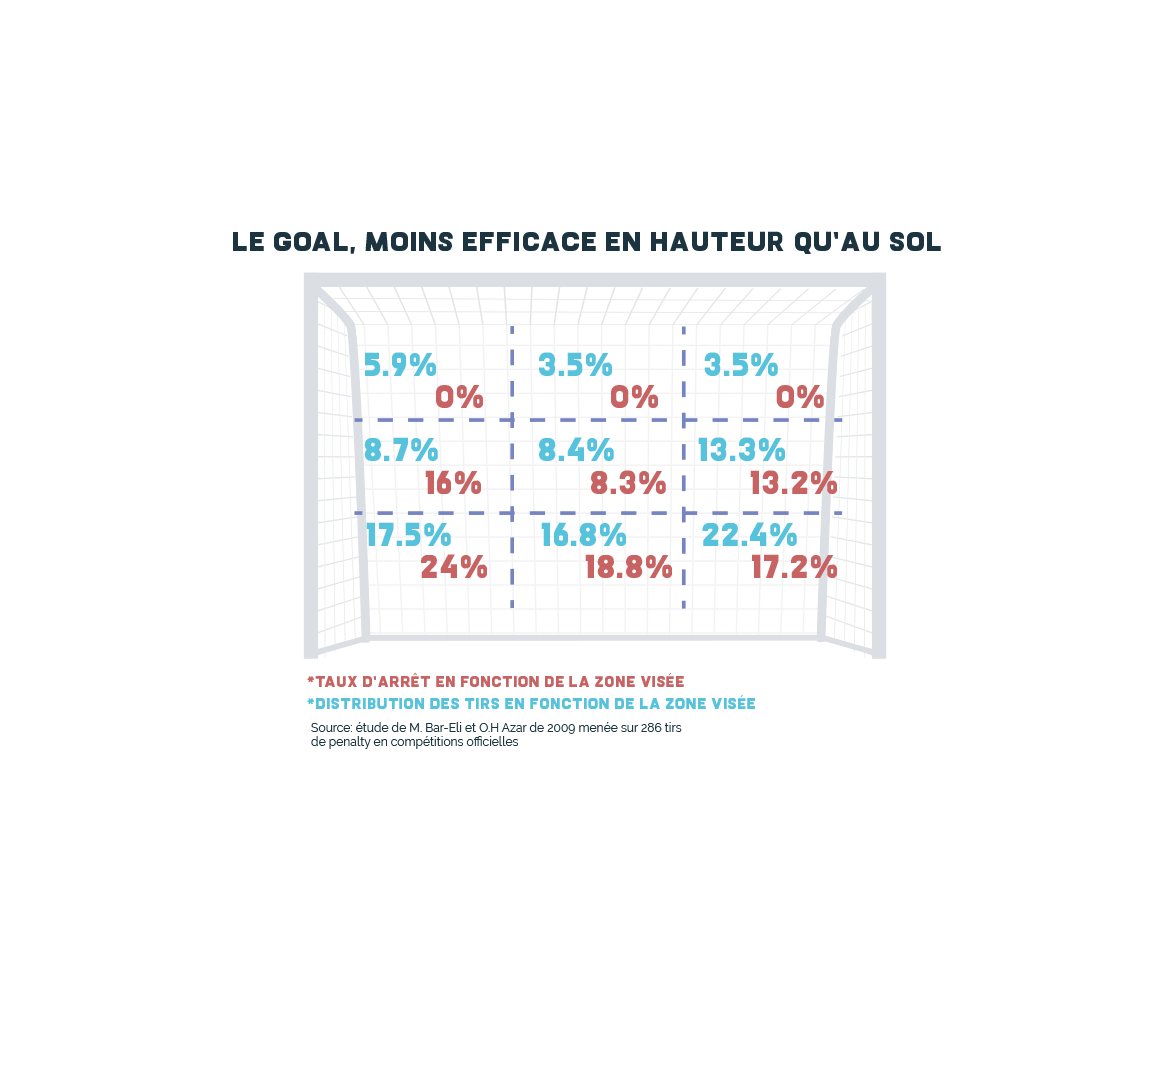 LE GOAL, MOINS EFFICACE EN HAUTEUR QU'AU SOL
5.9% 3.5% 3.5%
0% 0% 0%
8.7% 8.4% 13.3%
16% 8.3% 13.2%
17.5% 16.8% 22.4%
24% 18.8% 17.2%
*TAUX D'ARRÊT EN FONCTION DE LA ZONE VISÉE
*DISTRIBUTION DES TIRS EN FONCTION DE LA ZONE VISÉE
Source: étude de M. Bar-Eli et O.H Azar de 2009 menée sur 286 tirs
de penalty en compétitions officielles